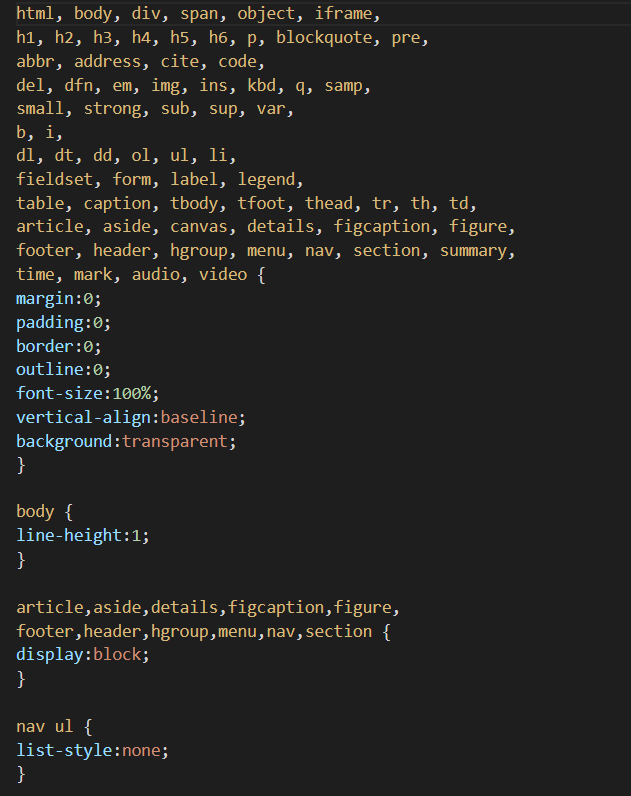 html, body, div, span, object, iframe,
h1, h2, h3, h4, h5, h6, p, blockquote, pre,
abbr, address, cite, code,
del, dfn, em, img, ins, kbd, q, samp,
small, strong, sub, sup, var,
b, i,
dl, dt, dd, ol, ul, li,
fieldset, form, label, legend,
table, caption, tbody, tfoot, thead, tr, th, td,
article, aside, canvas, details, figcaption, figure,
footer, header, hgroup, menu, nav, section, summary,
time, mark, audio, video {
margin:0;
padding:0;
border:0;
outline:0;
font-size:100%;
vertical-align:baseline;
background:transparent;
}

body {
line-height:1;
}

article,aside,details,figcaption,figure,
footer,header,hgroup,menu,nav,section {
display:block;
}

nav ul {
list-style:none;
}